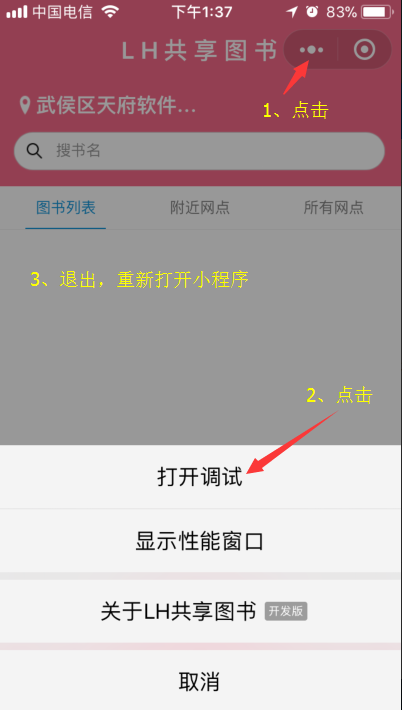 中国电信 下午1:37 83%
LH共享图书
1、点击
武侯区天府软件...
搜书名
图书列表 附近网点 所有网点
3、退出，重新打开小程序
2、点击
打开调试
显示性能窗口
关于LH共享图书 开发版
取消